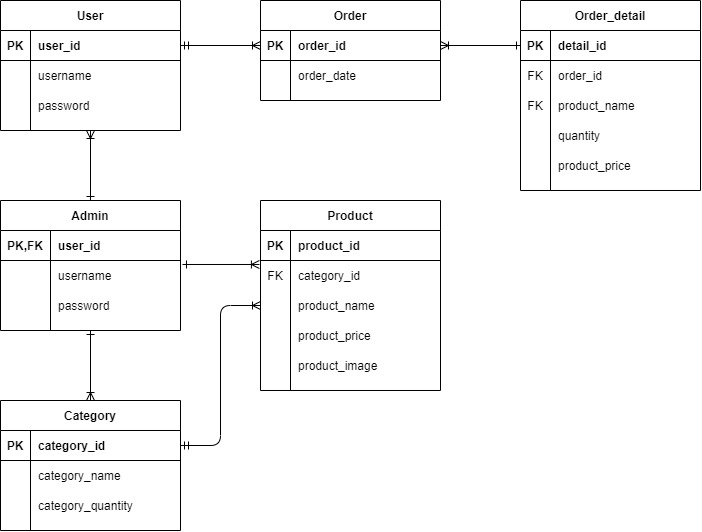 User
PK user_id
username
password
Order
PK order_id
order_date
Order_detail
PK detail_id
FK order_id
FK product_name
quantity
product_price
Admin
PK,FK user_id
username
password
Product
PK product_id
FK category_id
product_name
product_price
product_image
Category
PK category_id
category_name
category_quantity